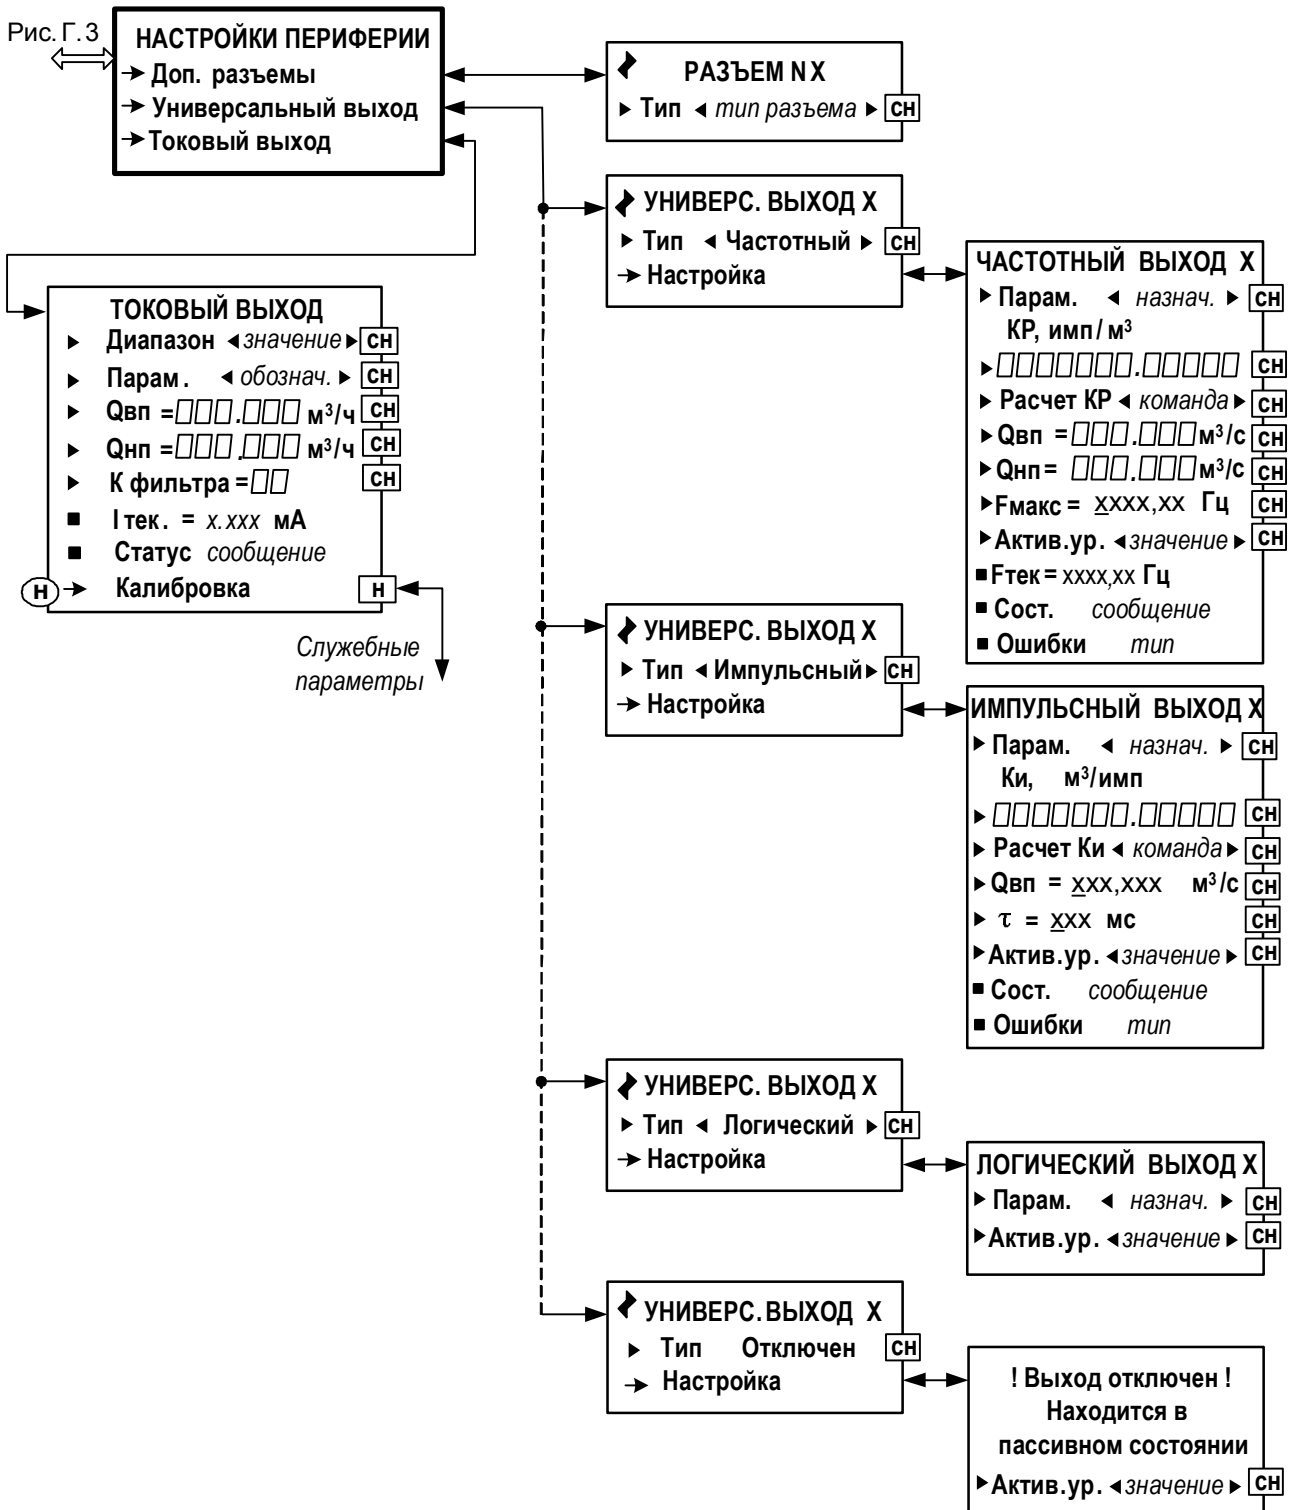 Рис. Г.3
НАСТРОЙКИ ПЕРИФЕРИИ
Доп. разъемы
Универсальный выход
Токовый выход
РАЗЪЕМ N X
Тип тип разъема СН
УНИВЕРС. ВЫХОД X
Тип Частотный СН
Настройка
ЧАСТОТНЫЙ ВЫХОД X
Парам. назнач. СН
КР, имп/м³
. СН
Расчет КР команда СН
Qвп = . м³/с СН
Qнп = . м³/с СН
Fмакс = xxxx,xx Гц СН
Актив.ур. значение СН
Fтек = xxxx,xx Гц
Сост. сообщение
Ошибки тип
ТОКОВЫЙ ВЫХОД
Диапазон значение СН
Парам. обознач. СН
Qвп = . м³/ч СН
Qнп = . м³/ч СН
К фильтра = СН
I тек. = x.xxx мА
Статус сообщение
Н Калибровка Н
Служебные
параметры
УНИВЕРС. ВЫХОД X
Тип Импульсный СН
Настройка
ИМПУЛЬСНЫЙ ВЫХОД X
Парам. назнач. СН
Ки, м³/имп
. СН
Расчет Ки команда СН
Qвп = xxx,xxx м³/с СН
τ = xxx мс СН
Актив.ур. значение СН
Сост. сообщение
Ошибки тип
УНИВЕРС. ВЫХОД X
Тип Логический СН
Настройка
ЛОГИЧЕСКИЙ ВЫХОД X
Парам. назнач. СН
Актив.ур. значение СН
УНИВЕРС. ВЫХОД X
Тип Отключен СН
Настройка
! Выход отключен !
Находится в
пассивном состоянии
Актив.ур. значение СН